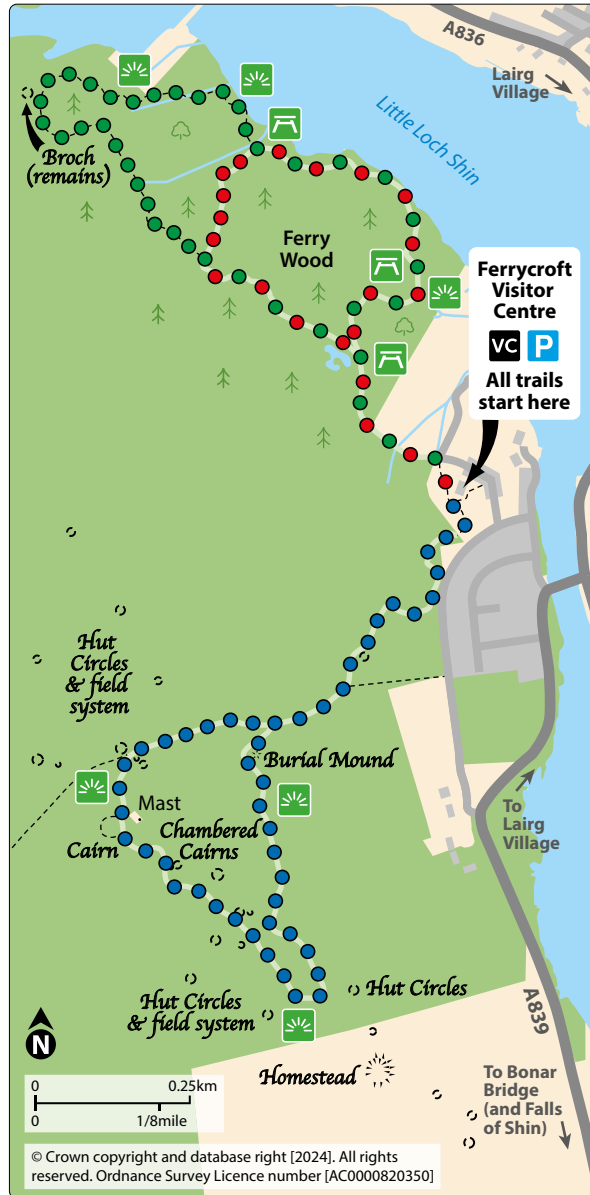 A836
Lairg
Village
Little Loch Shin
Broch
(remains)
Ferry
Wood
Ferrycroft
Visitor
Centre
VC P
All trails
start here
Hut
Circles
& field
system
Burial Mound
Mast
Chambered
Cairns
Cairn
To
Lairg
Village
Hut Circles
Hut Circles
& field system
A839
N
Homestead
0 0.25km
0 1/8mile
To Bonar
Bridge
(and Falls
of Shin)
© Crown copyright and database right [2024]. All rights
reserved. Ordnance Survey Licence number [AC0000820350]